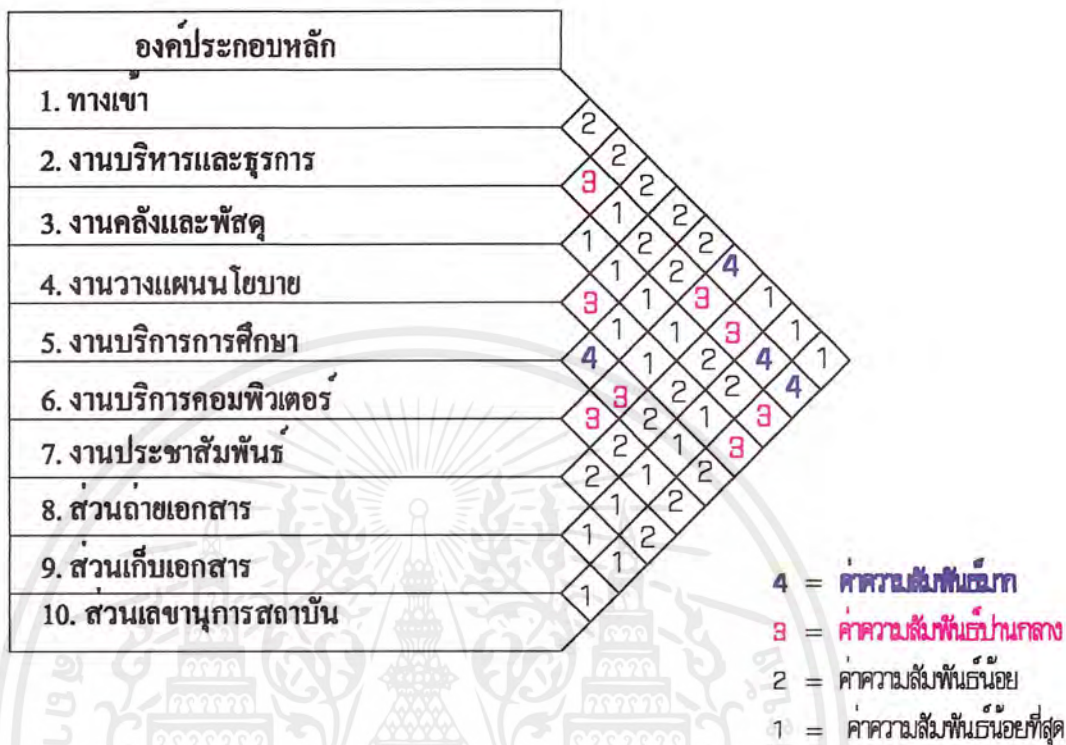 องค์ประกอบหลัก
1. ทางเข้า
2
2. งานบริหารและธุรการ
2
3 2
3. งานคลังและพัสดุ
1 2
1 2 2
4. งานวางแผนนโยบาย
1 2 4
3 1 3 1
5. งานบริการการศึกษา
1 1 3 1
4 1 2 4 1
6. งานบริการคอมพิวเตอร์
3 2 2 4
3 2 1 3
7. งานประชาสัมพันธ์
2 1 3
2 1 2
8. ส่วนถ่ายเอกสาร
1 2
1 2
9. ส่วนเก็บเอกสาร
1
1
10. ส่วนเลขานุการสถาบัน
4 = ค่าความสัมพันธ์มาก
3 = ค่าความสัมพันธ์ปานกลาง
2 = ค่าความสัมพันธ์น้อย
1 = ค่าความสัมพันธ์น้อยที่สุด